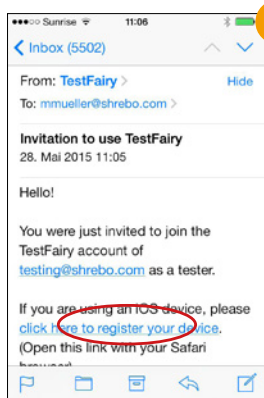 Sunrise 11:06
Inbox (5502)
From: TestFairy Hide
To: mmueller@shrebo.com
Invitation to use TestFairy
28. Mai 2015 11:05
Hello!
You were just invited to join the
TestFairy account of
testing@shrebo.com as a tester.
If you are using an iOS device, please
click here to register your device.
(Open this link with your Safari
browser)